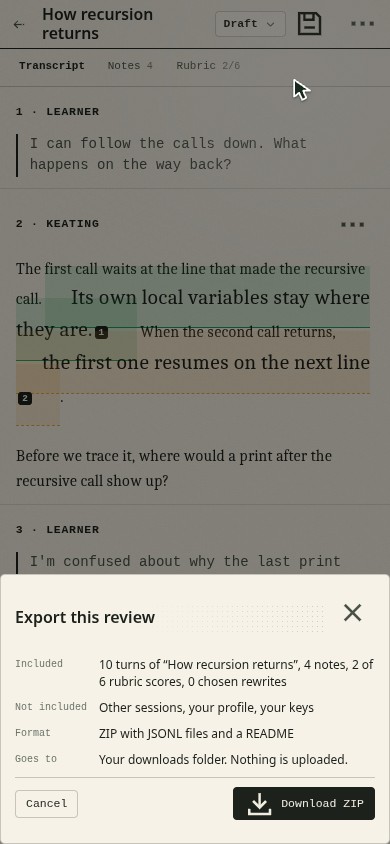 How recursion
returns
Draft
Transcript Notes 4 Rubric 2/6
1 · LEARNER
I can follow the calls down. What
happens on the way back?
2 · KEATING
The first call waits at the line that made the recursive
call. Its own local variables stay where
they are. 1 When the second call returns,
the first one resumes on the next line
2 .
Before we trace it, where would a print after the
recursive call show up?
3 · LEARNER
I'm confused about why the last print
Export this review
Included 10 turns of “How recursion returns”, 4 notes, 2 of
6 rubric scores, 0 chosen rewrites
Not included Other sessions, your profile, your keys
Format ZIP with JSONL files and a README
Goes to Your downloads folder. Nothing is uploaded.
Cancel Download ZIP